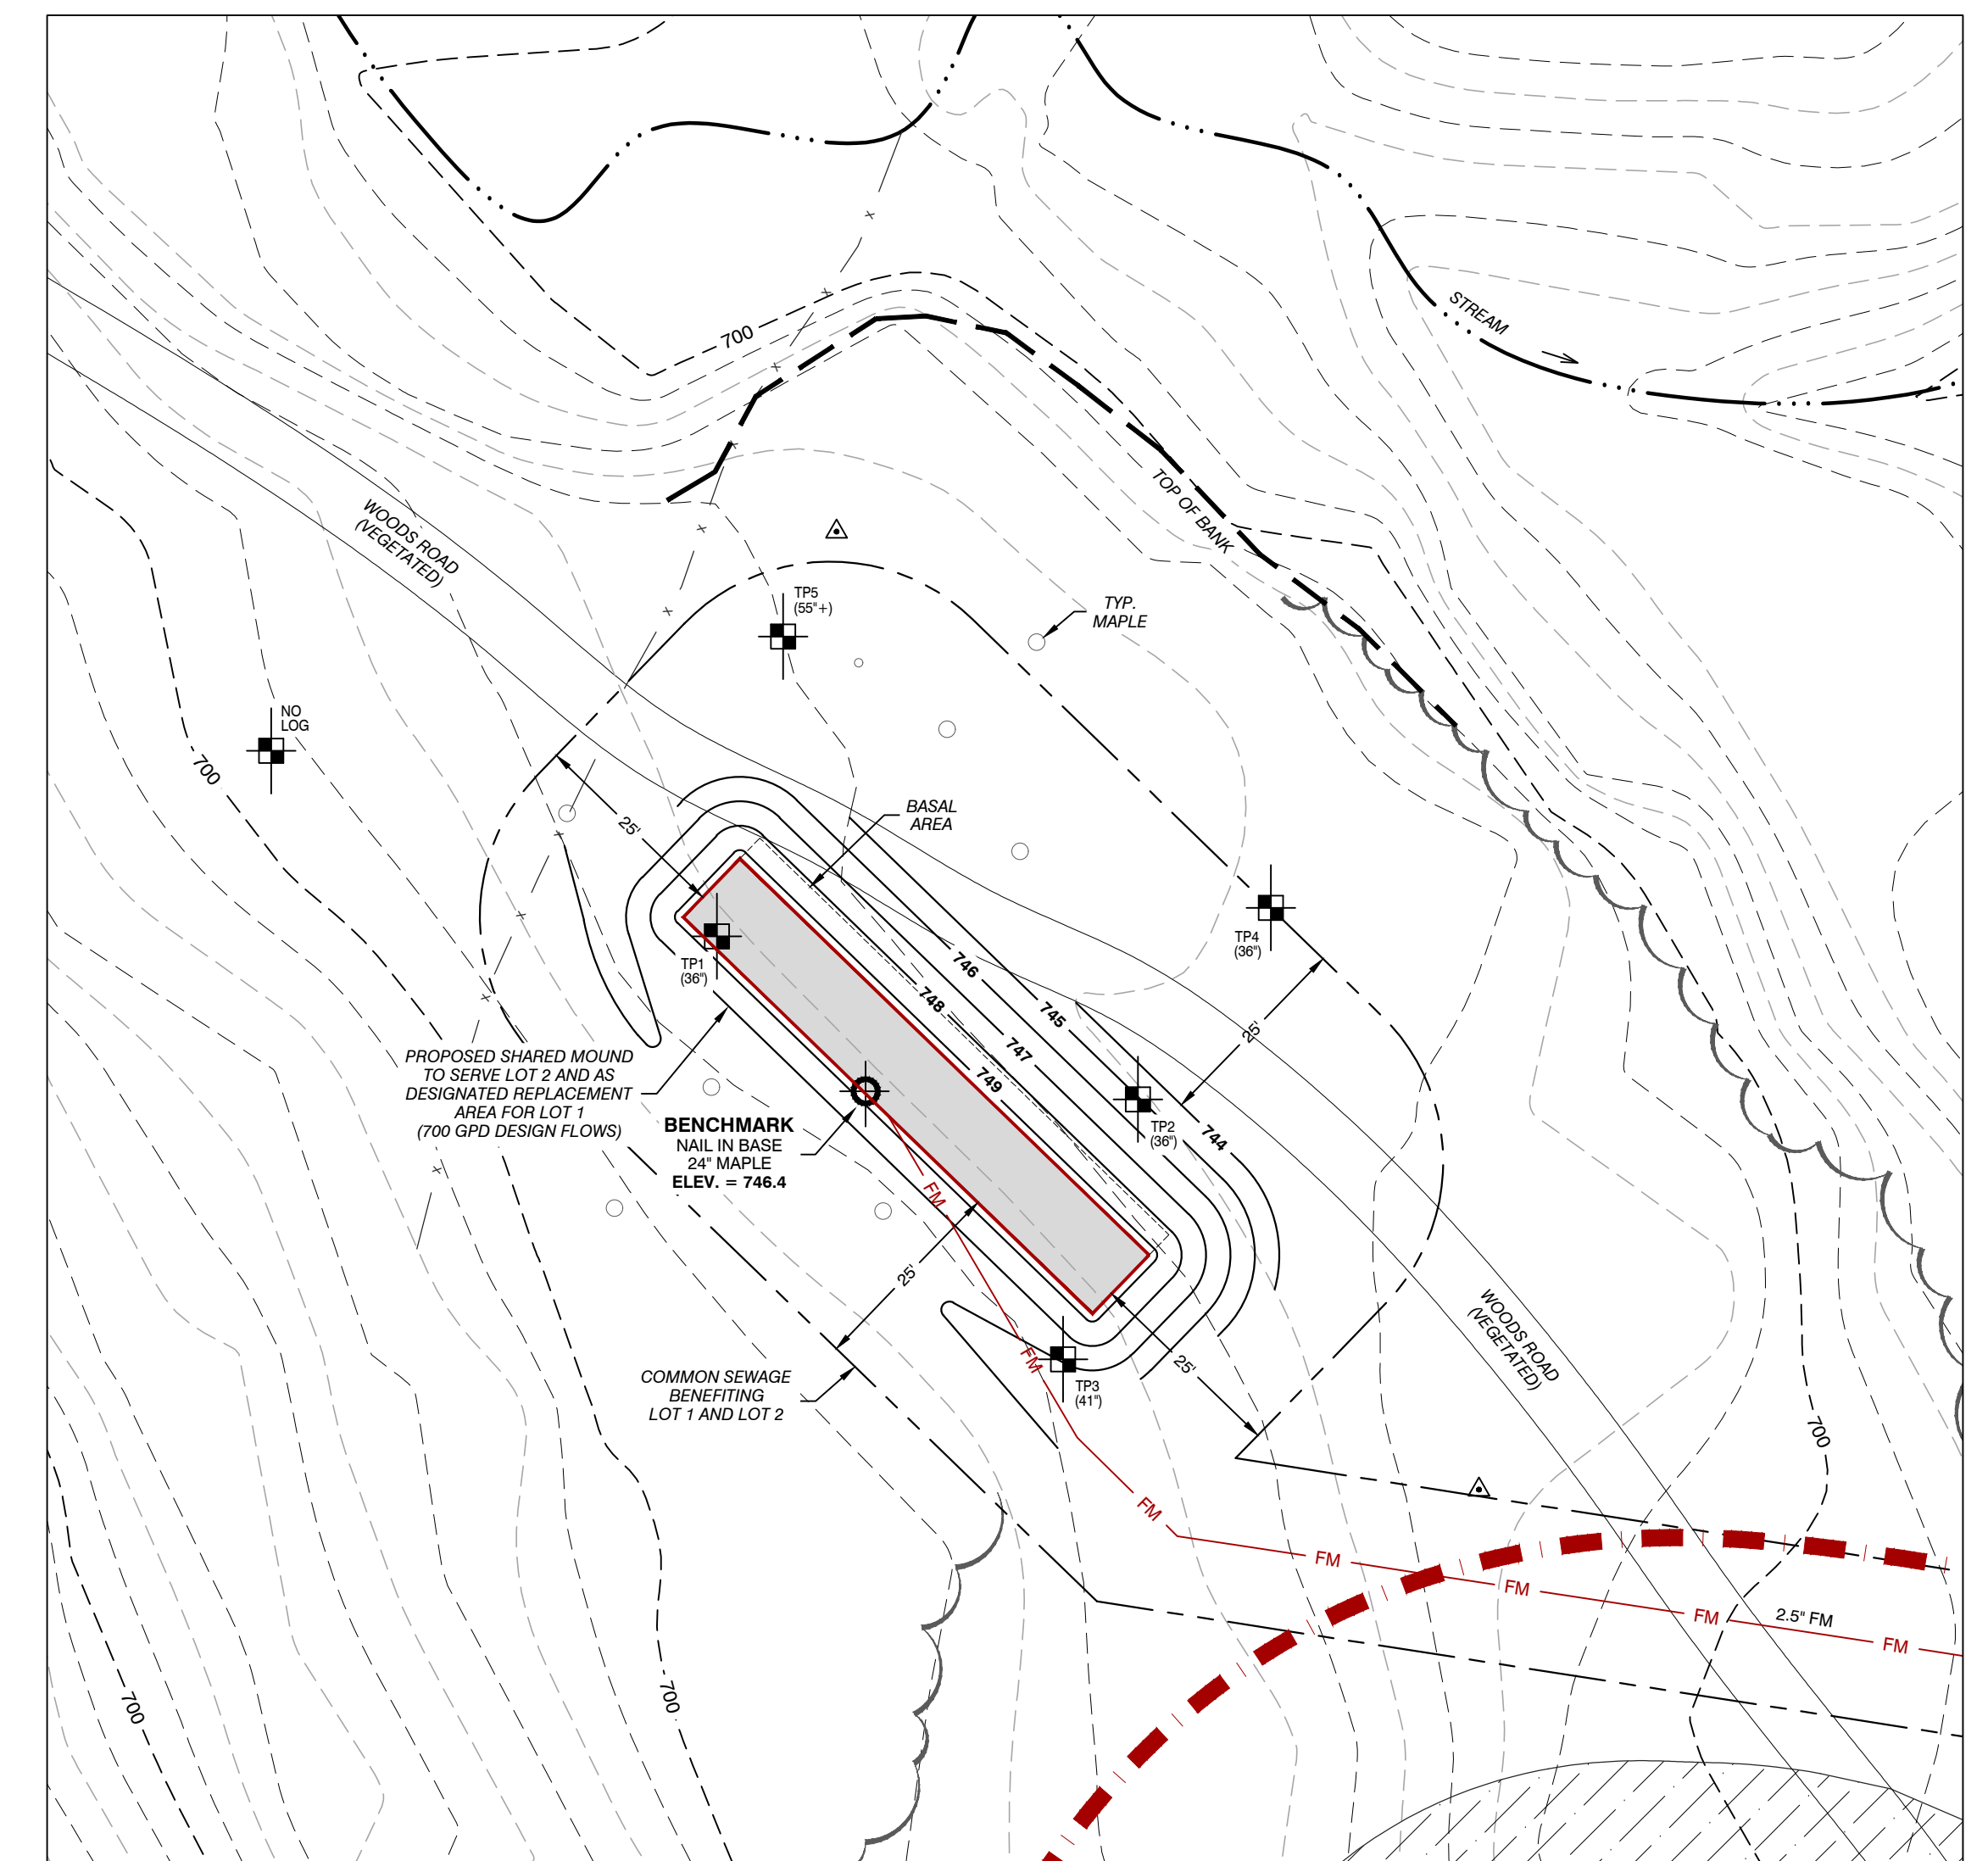 700
STREAM
WOODS ROAD
(VEGETATED)
TOP OF BANK
TP5
(55"+)
TYP.
MAPLE
NO
LOG
700
25'
BASAL
AREA
TP4
(36")
TP1
(36")
746
748
745
747
749
25'
PROPOSED SHARED MOUND
TO SERVE LOT 2 AND AS
DESIGNATED REPLACEMENT
AREA FOR LOT 1
(700 GPD DESIGN FLOWS)
BENCHMARK
NAIL IN BASE
24" MAPLE
ELEV. = 746.4
TP2
(36")
744
FM
25'
WOODS ROAD
(VEGETATED)
FM
25'
TP3
(41")
COMMON SEWAGE
BENEFITING
LOT 1 AND LOT 2
700
FM
FM
FM
FM
2.5" FM
FM
700
700